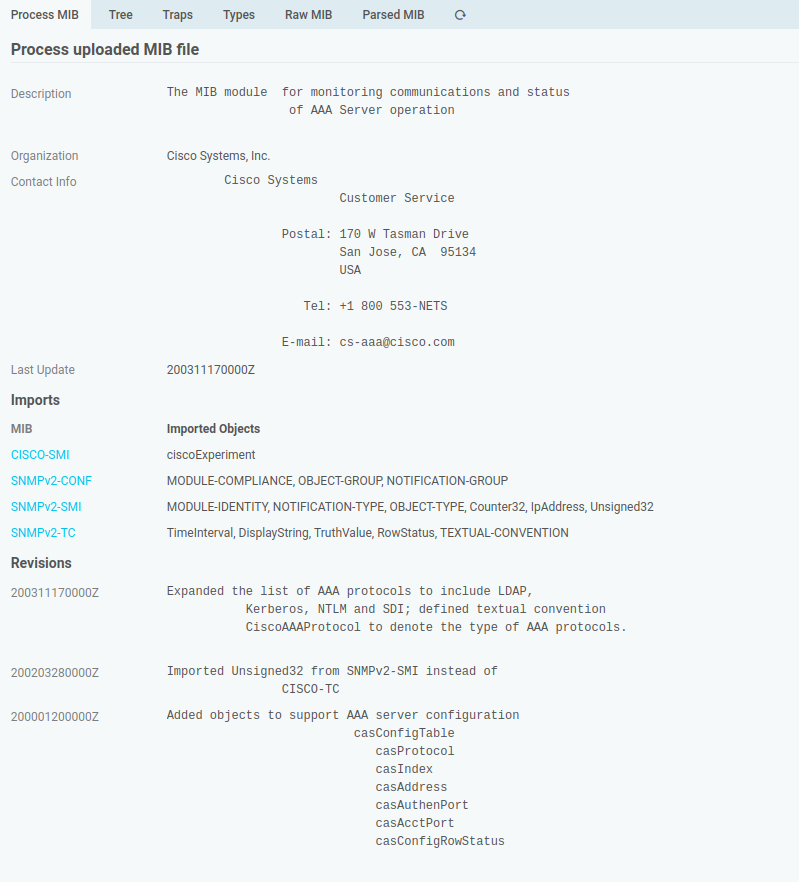 Process MIB Tree Traps Types Raw MIB Parsed MIB
Process uploaded MIB file
Description The MIB module  for monitoring communications and status
of AAA Server operation
Organization Cisco Systems, Inc.
Contact Info Cisco Systems
Customer Service
Postal: 170 W Tasman Drive
San Jose, CA  95134
USA
Tel: +1 800 553-NETS
E-mail: cs-aaa@cisco.com
Last Update 200311170000Z
Imports
MIB Imported Objects
CISCO-SMI ciscoExperiment
SNMPv2-CONF MODULE-COMPLIANCE, OBJECT-GROUP, NOTIFICATION-GROUP
SNMPv2-SMI MODULE-IDENTITY, NOTIFICATION-TYPE, OBJECT-TYPE, Counter32, IpAddress, Unsigned32
SNMPv2-TC TimeInterval, DisplayString, TruthValue, RowStatus, TEXTUAL-CONVENTION
Revisions
200311170000Z Expanded the list of AAA protocols to include LDAP,
Kerberos, NTLM and SDI; defined textual convention
CiscoAAAProtocol to denote the type of AAA protocols.
200203280000Z Imported Unsigned32 from SNMPv2-SMI instead of
CISCO-TC
200001200000Z Added objects to support AAA server configuration
casConfigTable
casProtocol
casIndex
casAddress
casAuthenPort
casAcctPort
casConfigRowStatus